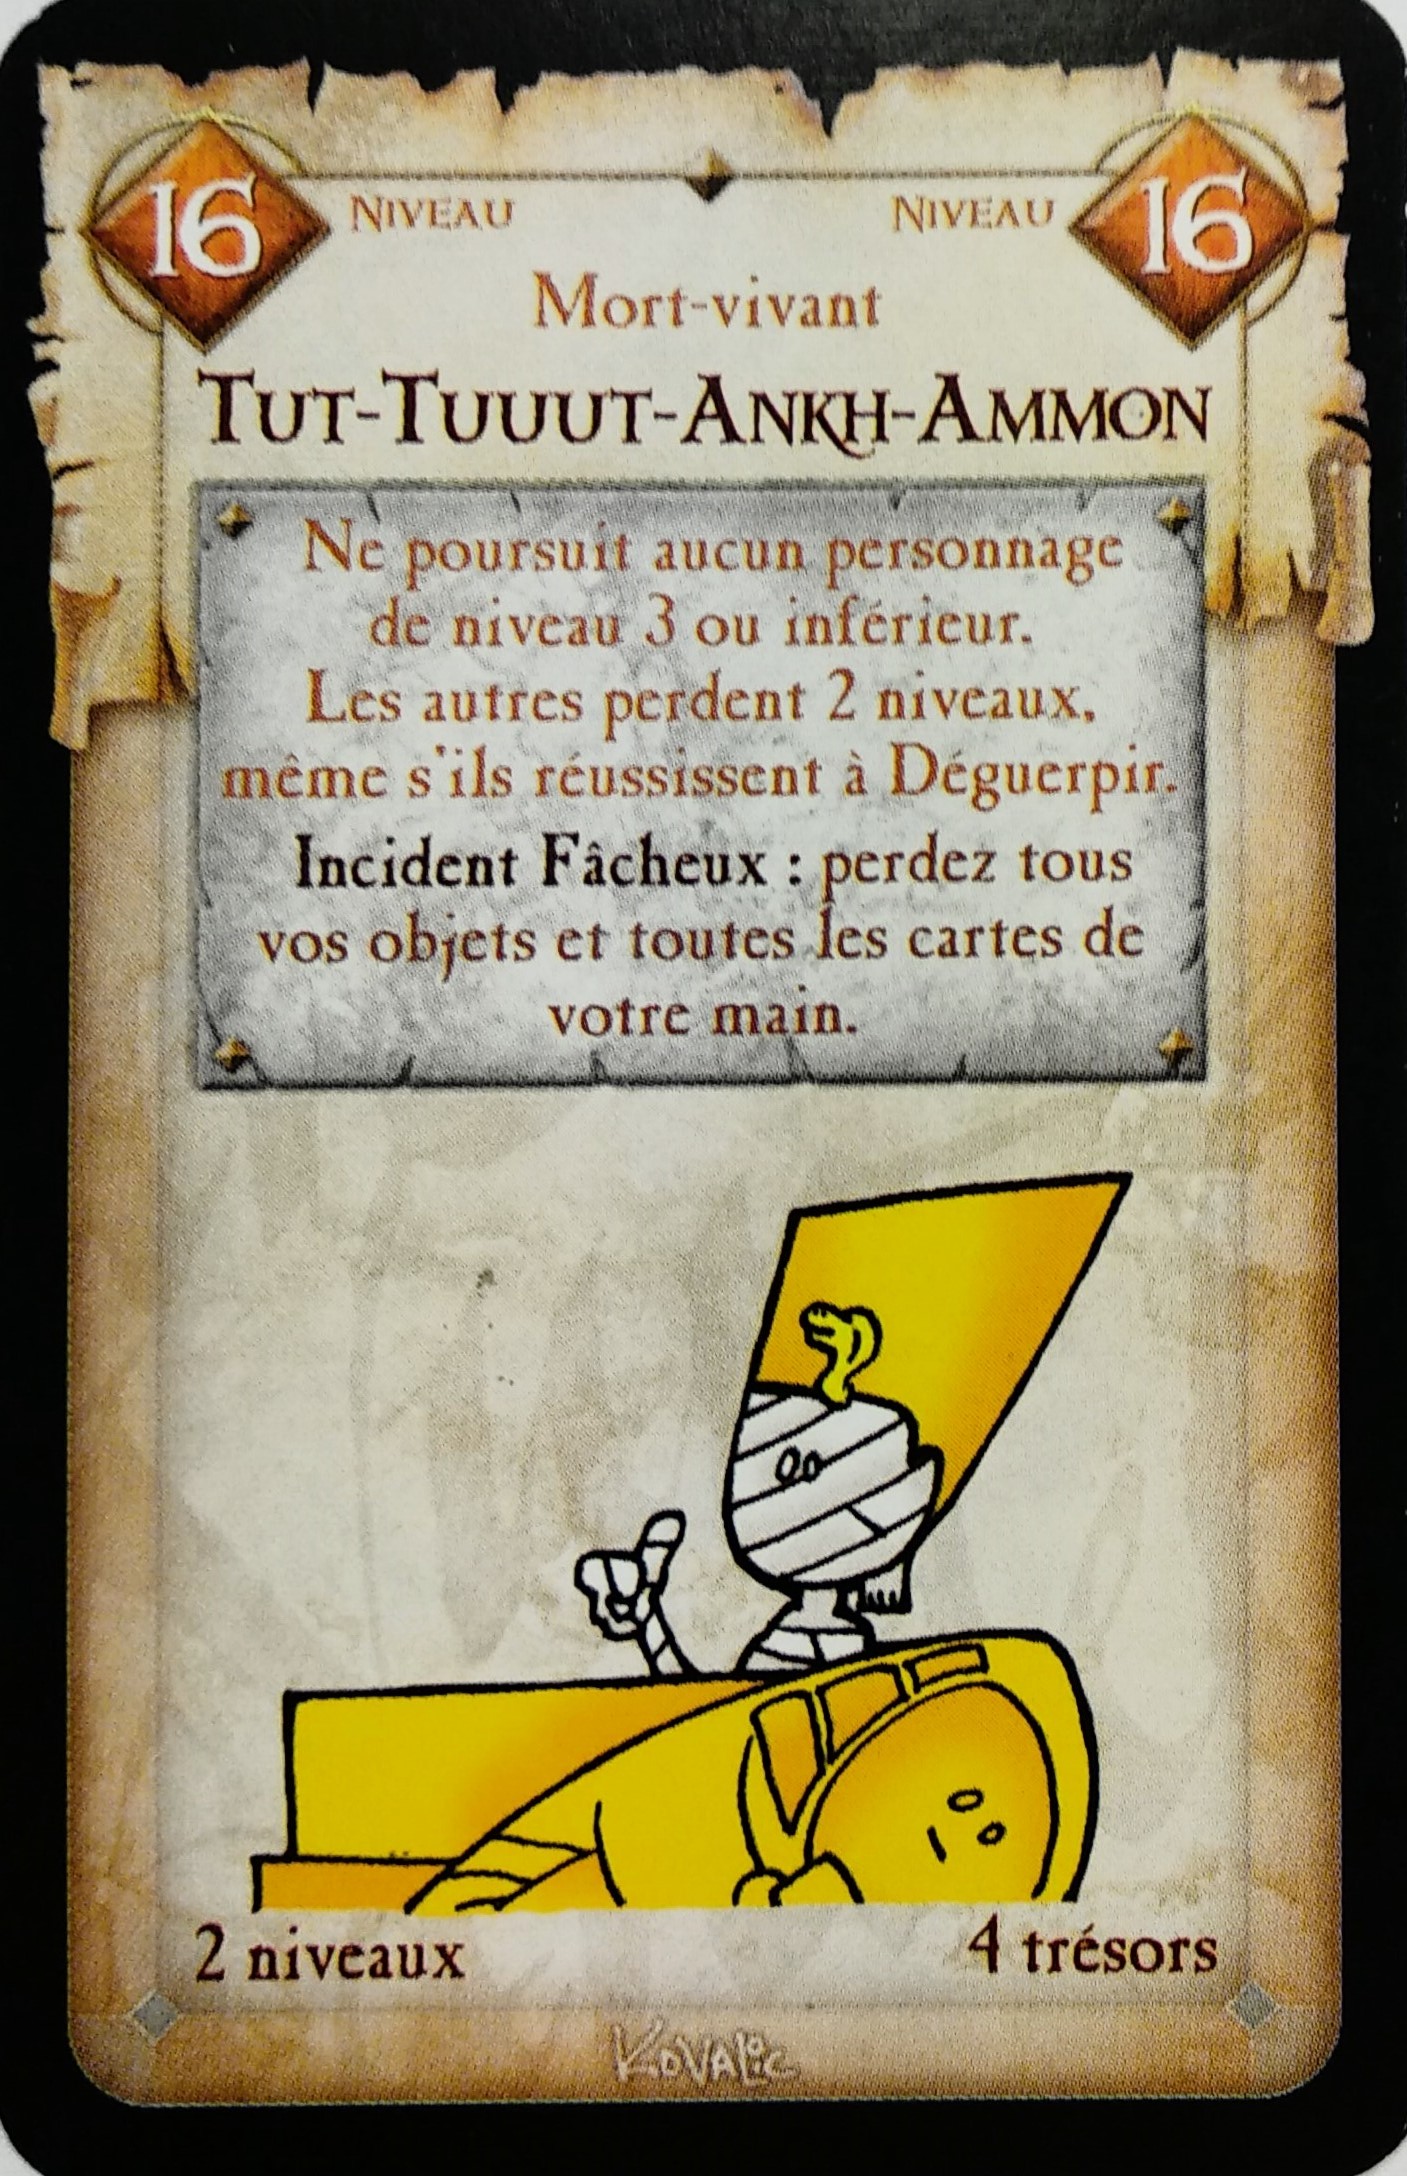 16 Niveau Niveau 16
Mort-vivant
Tut-Tuuut-Ankh-Ammon
Ne poursuit aucun personnage
de niveau 3 ou inférieur.
Les autres perdent 2 niveaux,
même s'ils réussissent à Déguerpir.
Incident Fâcheux : perdez tous
vos objets et toutes les cartes de
votre main.
2 niveaux 4 trésors
Kovalic